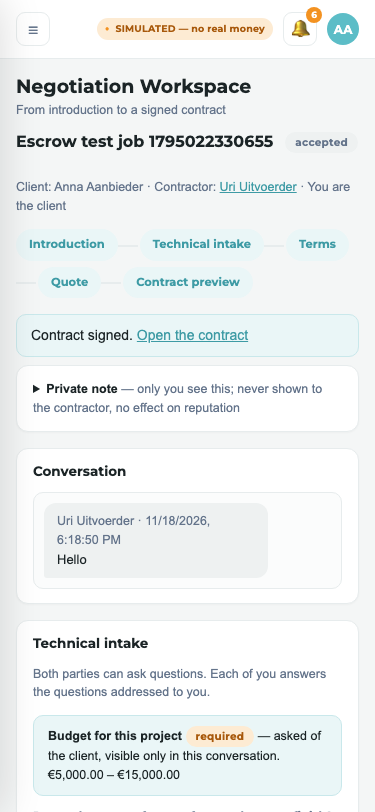 SIMULATED — no real money
6
AA
Negotiation Workspace
From introduction to a signed contract
Escrow test job 1795022330655 accepted
Client: Anna Aanbieder · Contractor: Uri Uitvoerder · You are
the client
Introduction Technical intake Terms
Quote Contract preview
Contract signed. Open the contract
▶ Private note — only you see this; never shown to
the contractor, no effect on reputation
Conversation
Uri Uitvoerder · 11/18/2026,
6:18:50 PM
Hello
Technical intake
Both parties can ask questions. Each of you answers
the questions addressed to you.
Budget for this project required — asked of
the client, visible only in this conversation.
€5,000.00 – €15,000.00